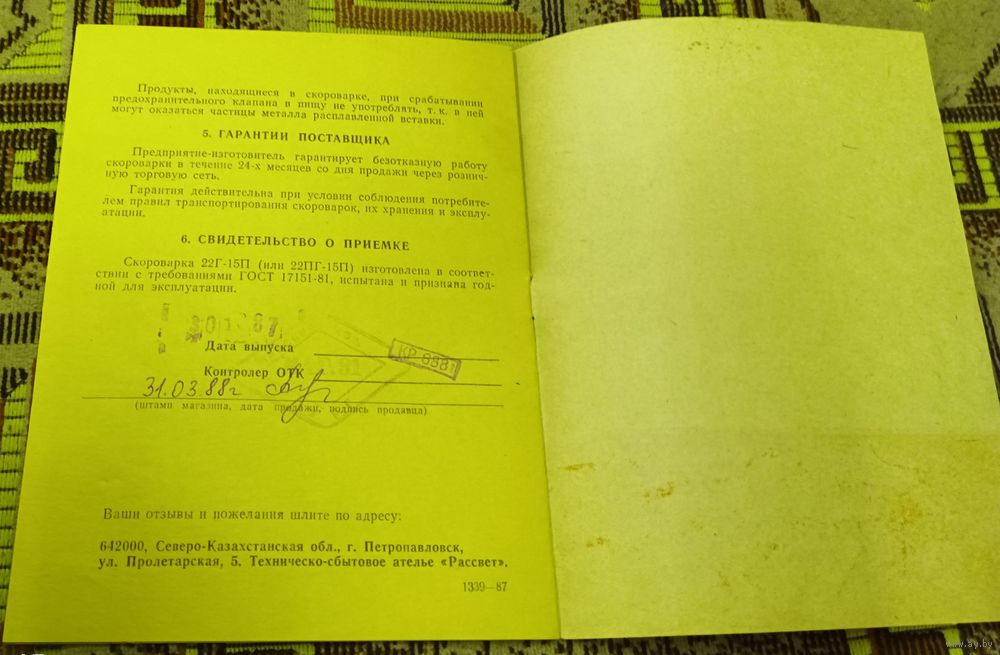 Продукты, находящиеся в скороварке, при срабатывании
предохранительного клапана в пищу не употреблять, т. к. в ней
могут оказаться частицы металла расплавленной вставки.
5. ГАРАНТИИ ПОСТАВЩИКА
Предприятие-изготовитель гарантирует безотказную работу
скороварки в течение 24-х месяцев со дня продажи через рознич-
ную торговую сеть.
Гарантия действительна при условии соблюдения потребите-
лем правил транспортирования скороварок, их хранения и эксплу-
атации.
6. СВИДЕТЕЛЬСТВО О ПРИЕМКЕ
Скороварка 22Г-15П (или 22ПГ-15П) изготовлена в соответ-
ствии с требованиями ГОСТ 17151-81, испытана и признана год-
ной для эксплуатации.
87
Дата выпуска
Контролер ОТК
31.03.88г
(штамп магазина, дата продажи, подпись продавца)
Ваши отзывы и пожелания шлите по адресу:
642000, Северо-Казахстанская обл., г. Петропавловск,
ул. Пролетарская, 5. Техническо-сбытовое ателье «Рассвет».
1339—87
www.ay.by